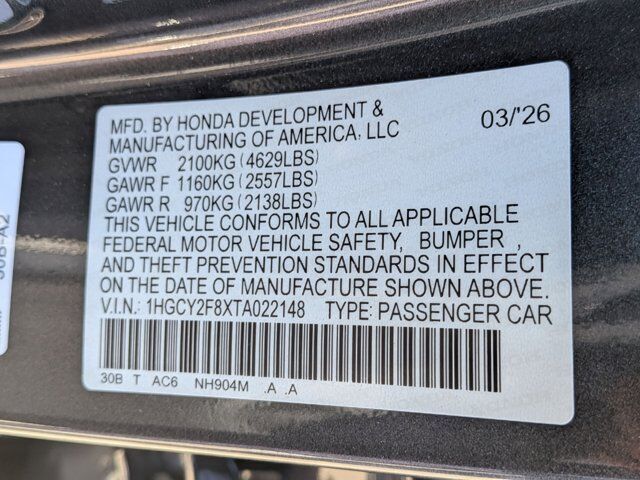 MFD. BY HONDA DEVELOPMENT &
MANUFACTURING OF AMERICA, LLC
03/'26
GVWR 2100KG (4629LBS)
GAWR F 1160KG (2557LBS)
GAWR R 970KG (2138LBS)
THIS VEHICLE CONFORMS TO ALL APPLICABLE
FEDERAL MOTOR VEHICLE SAFETY, BUMPER ,
AND THEFT PREVENTION STANDARDS IN EFFECT
ON THE DATE OF MANUFACTURE SHOWN ABOVE.
V.I.N.: 1HGCY2F8XTA022148 TYPE: PASSENGER CAR
30B T AC6 NH904M .A .A
30B-A2